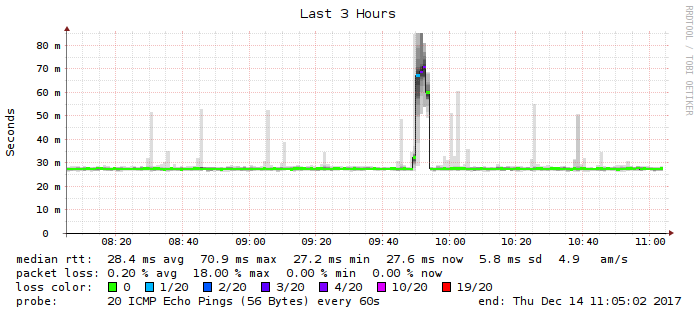 Last 3 Hours
RRDTOOL / TOBI OETIKER
Seconds
80 m
70 m
60 m
50 m
40 m
30 m
20 m
10 m
0
08:20 08:40 09:00 09:20 09:40 10:00 10:20 10:40 11:00
median rtt: 28.4 ms avg 70.9 ms max 27.2 ms min 27.6 ms now 5.8 ms sd 4.9 am/s
packet loss: 0.20 % avg 18.00 % max 0.00 % min 0.00 % now
loss color: 0 1/20 2/20 3/20 4/20 10/20 19/20
probe: 20 ICMP Echo Pings (56 Bytes) every 60s end: Thu Dec 14 11:05:02 2017